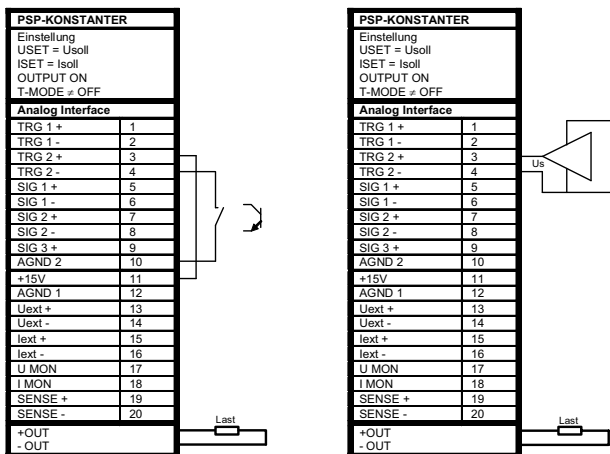 PSP-KONSTANTER
Einstellung
USET = Usoll
ISET = Isoll
OUTPUT ON
T-MODE ≠ OFF
Analog Interface
TRG 1 + 1
TRG 1 - 2
TRG 2 + 3
TRG 2 - 4
SIG 1 + 5
SIG 1 - 6
SIG 2 + 7
SIG 2 - 8
SIG 3 + 9
AGND 2 10
+15V 11
AGND 1 12
Uext + 13
Uext - 14
Iext + 15
Iext - 16
U MON 17
I MON 18
SENSE + 19
SENSE - 20
+OUT
- OUT
Last
PSP-KONSTANTER
Einstellung
USET = Usoll
ISET = Isoll
OUTPUT ON
T-MODE ≠ OFF
Analog Interface
TRG 1 + 1
TRG 1 - 2
TRG 2 + 3
TRG 2 - 4
SIG 1 + 5
SIG 1 - 6
SIG 2 + 7
SIG 2 - 8
SIG 3 + 9
AGND 2 10
+15V 11
AGND 1 12
Uext + 13
Uext - 14
Iext + 15
Iext - 16
U MON 17
I MON 18
SENSE + 19
SENSE - 20
+OUT
- OUT
Us
Last